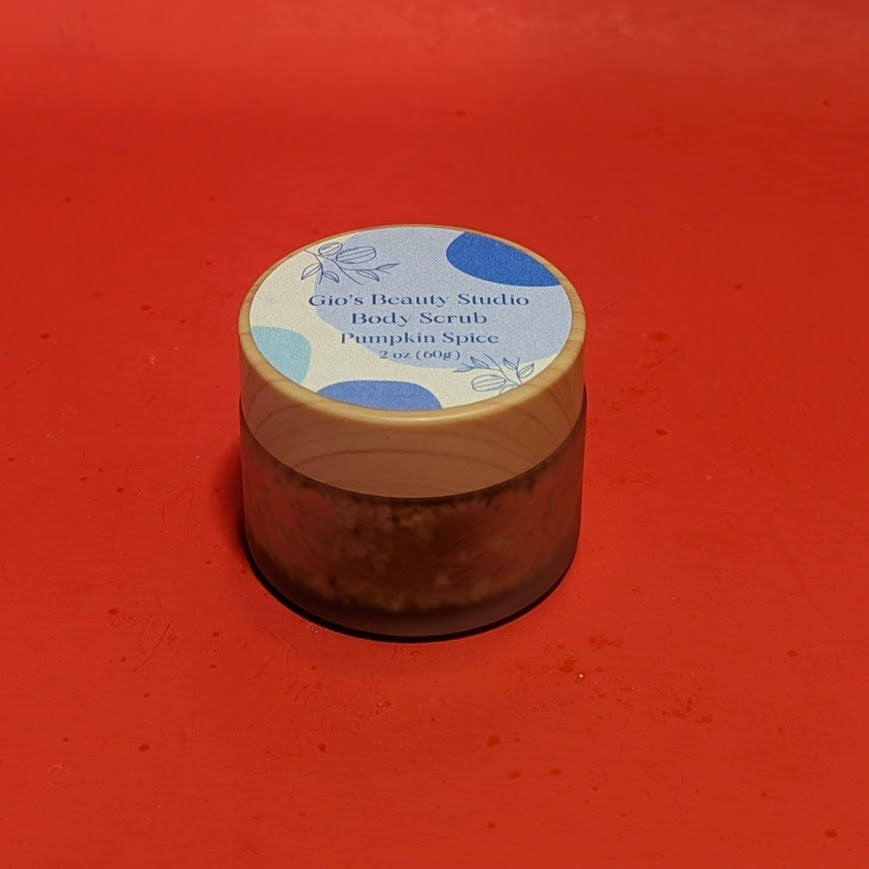 Gio's Beauty Studio
Body Scrub
Pumpkin Spice
2 oz (60g)